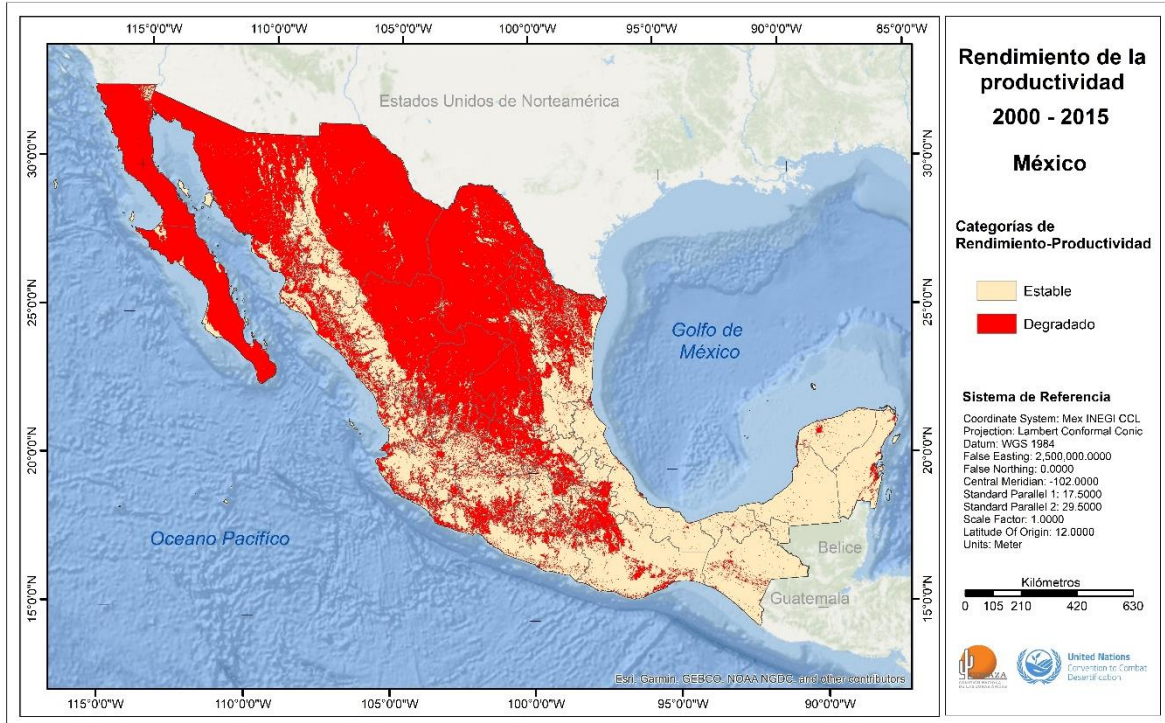 115°0'0"W 110°0'0"W 105°0'0"W 100°0'0"W 95°0'0"W 90°0'0"W 85°0'0"W
30°0'0"N
25°0'0"N
20°0'0"N
15°0'0"N
30°0'0"N
25°0'0"N
20°0'0"N
15°0'0"N
Estados Unidos de Norteamérica
Golfo de
México
Oceano Pacifico
Belice
Guatemala
Esri, Garmin, GEBCO, NOAA NGDC, and other contributors
115°0'0"W 110°0'0"W 105°0'0"W 100°0'0"W 95°0'0"W 90°0'0"W
Rendimiento de la
productividad
2000 - 2015
México
Categorías de
Rendimiento-Productividad
Estable
Degradado
Sistema de Referencia
Coordinate System: Mex INEGI CCL
Projection: Lambert Conformal Conic
Datum: WGS 1984
False Easting: 2,500,000.0000
False Northing: 0.0000
Central Meridian: -102.0000
Standard Parallel 1: 17.5000
Standard Parallel 2: 29.5000
Scale Factor: 1.0000
Latitude Of Origin: 12.0000
Units: Meter
Kilómetros
0 105 210 420 630
United Nations
Convention to Combat
Desertification